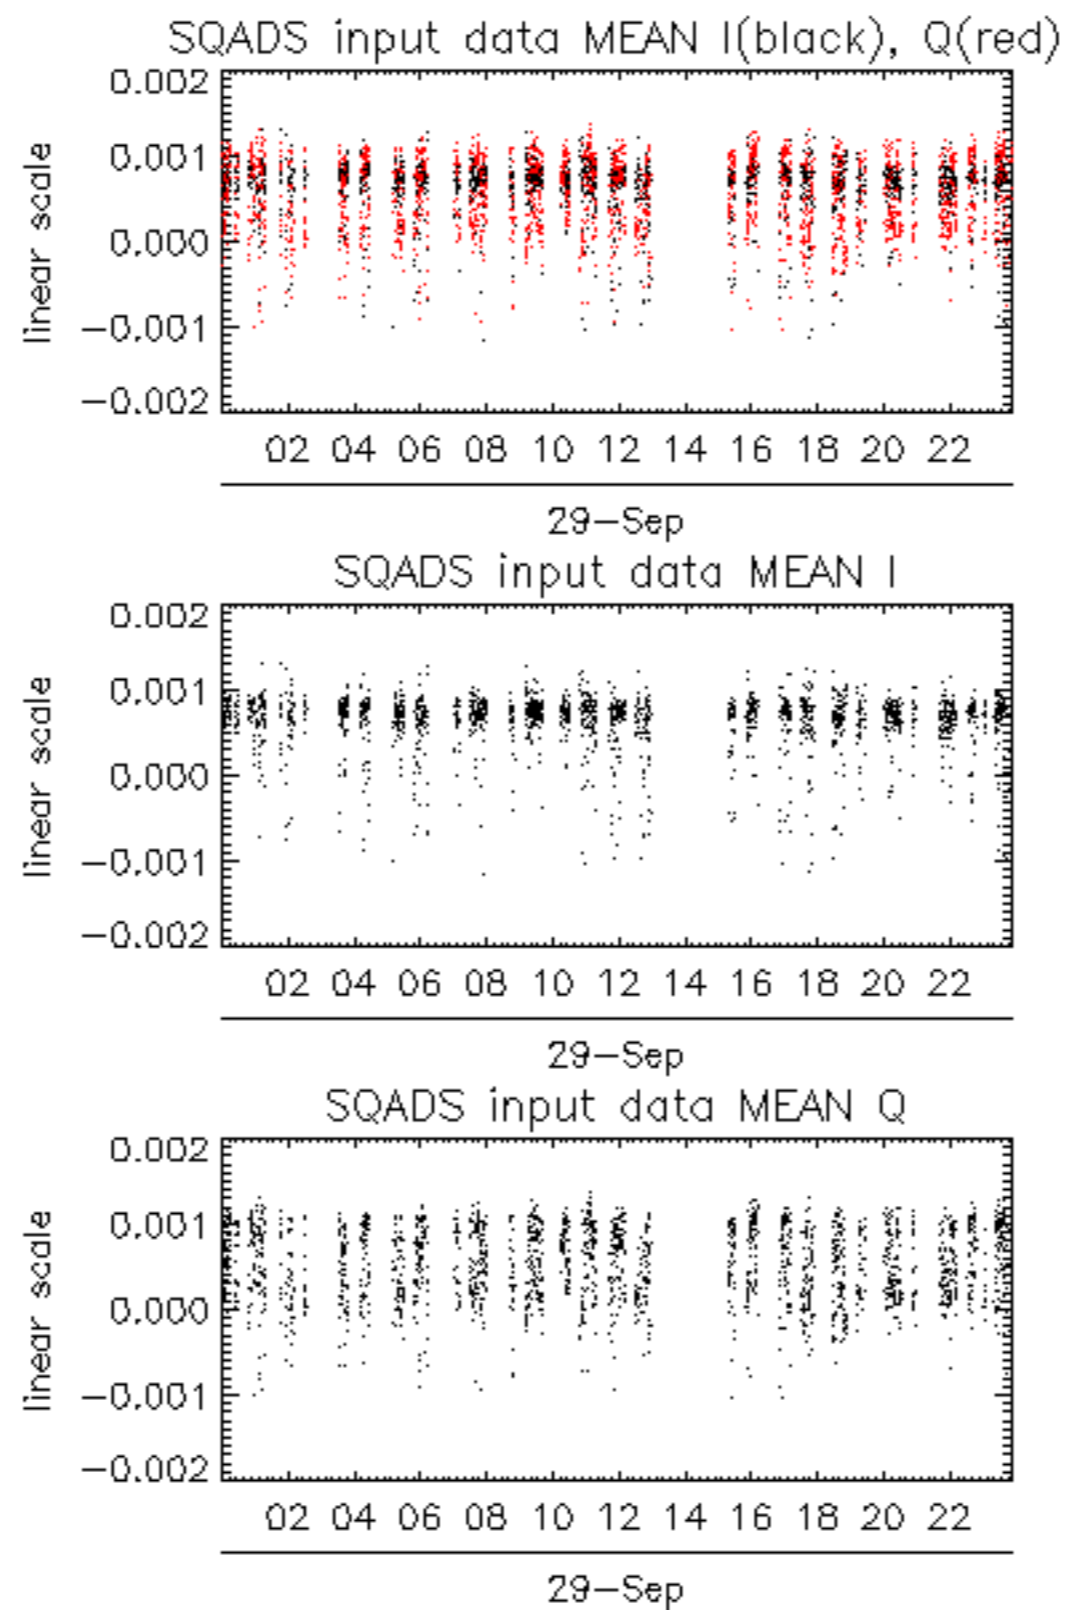 SQADS input data MEAN I(black), Q(red)
0.002
0.001
0.000
−0.001
−0.002
linear scale
02 04 06 08 10 12 14 16 18 20 22
29−Sep
SQADS input data MEAN I
0.002
0.001
0.000
−0.001
−0.002
linear scale
02 04 06 08 10 12 14 16 18 20 22
29−Sep
SQADS input data MEAN Q
0.002
0.001
0.000
−0.001
−0.002
linear scale
02 04 06 08 10 12 14 16 18 20 22
29−Sep